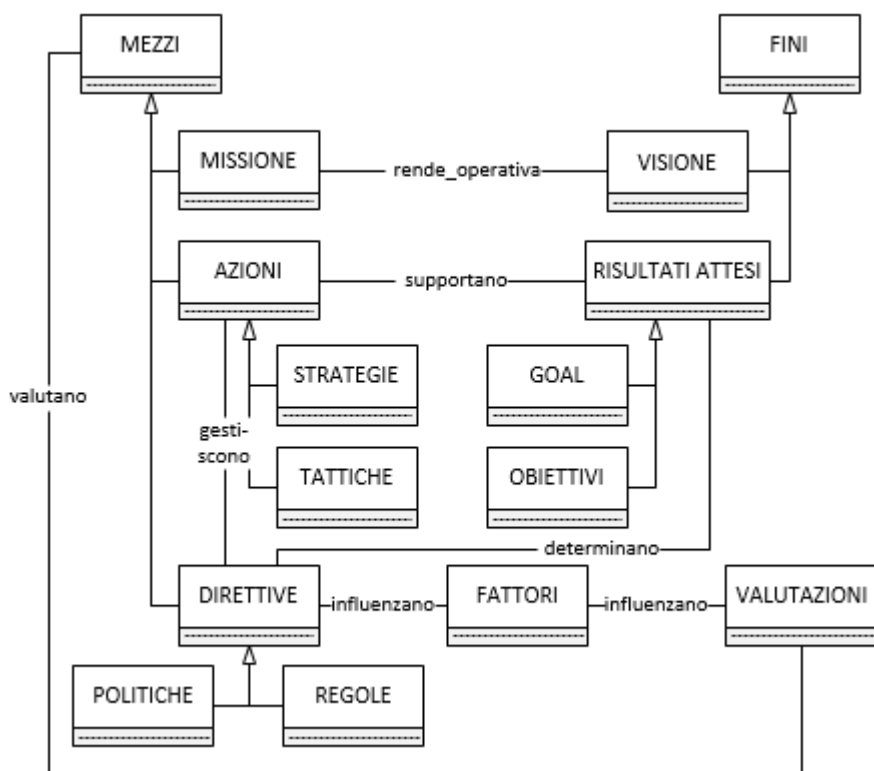 MEZZI
FINI
MISSIONE
rende_operativa
VISIONE
AZIONI
supportano
RISULTATI ATTESI
STRATEGIE
GOAL
valutano
gesti-
scono
TATTICHE
OBIETTIVI
determinano
DIRETTIVE
influenzano
FATTORI
influenzano
VALUTAZIONI
POLITICHE
REGOLE